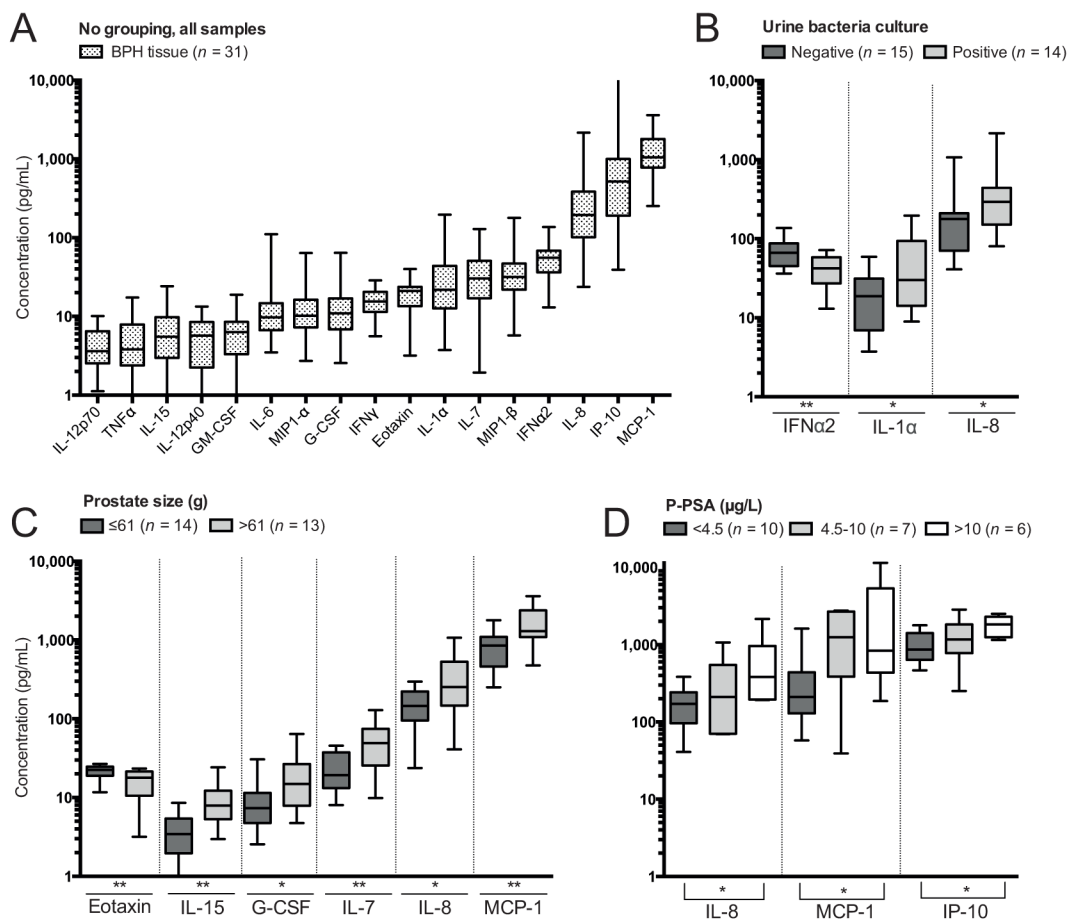 A
No grouping, all samples
BPH tissue (n = 31)
Concentration (pg/mL)
10,000
1,000
100
10
1
IL-12p70
TNFα
IL-15
IL-12p40
GM-CSF
IL-6
MIP1-α
G-CSF
IFNγ
Eotaxin
IL-1α
IL-7
MIP1-β
IFNα2
IL-8
IP-10
MCP-1
B
Urine bacteria culture
Negative (n = 15) Positive (n = 14)
10,000
1,000
100
10
1
** * *
IFNα2 IL-1α IL-8
C
Prostate size (g)
≤61 (n = 14) >61 (n = 13)
Concentration (pg/mL)
10,000
1,000
100
10
1
** ** * ** * **
Eotaxin IL-15 G-CSF IL-7 IL-8 MCP-1
D
P-PSA (µg/L)
<4.5 (n = 10) 4.5-10 (n = 7) >10 (n = 6)
10,000
1,000
100
10
1
* * *
IL-8 MCP-1 IP-10